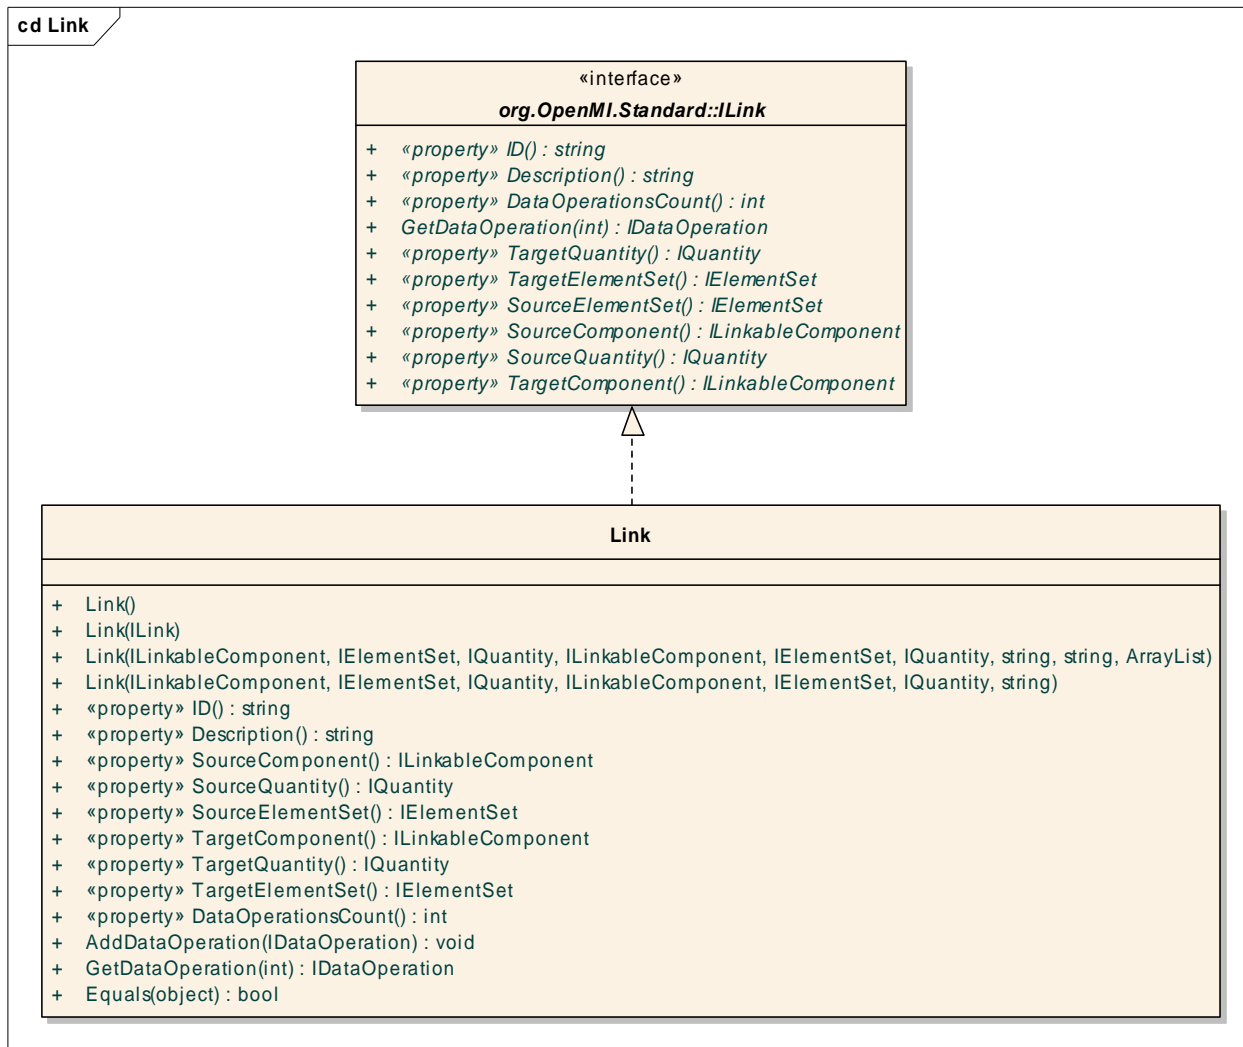 cd Link
«interface»
org.OpenMI.Standard::ILink
+ «property» ID() : string
+ «property» Description() : string
+ «property» DataOperationsCount() : int
+ GetDataOperation(int) : IDataOperation
+ «property» TargetQuantity() : IQuantity
+ «property» TargetElementSet() : IElementSet
+ «property» SourceElementSet() : IElementSet
+ «property» SourceComponent() : ILinkableComponent
+ «property» SourceQuantity() : IQuantity
+ «property» TargetComponent() : ILinkableComponent
Link
+ Link()
+ Link(ILink)
+ Link(ILinkableComponent, IElementSet, IQuantity, ILinkableComponent, IElementSet, IQuantity, string, string, ArrayList)
+ Link(ILinkableComponent, IElementSet, IQuantity, ILinkableComponent, IElementSet, IQuantity, string)
+ «property» ID() : string
+ «property» Description() : string
+ «property» SourceComponent() : ILinkableComponent
+ «property» SourceQuantity() : IQuantity
+ «property» SourceElementSet() : IElementSet
+ «property» TargetComponent() : ILinkableComponent
+ «property» TargetQuantity() : IQuantity
+ «property» TargetElementSet() : IElementSet
+ «property» DataOperationsCount() : int
+ AddDataOperation(IDataOperation) : void
+ GetDataOperation(int) : IDataOperation
+ Equals(object) : bool